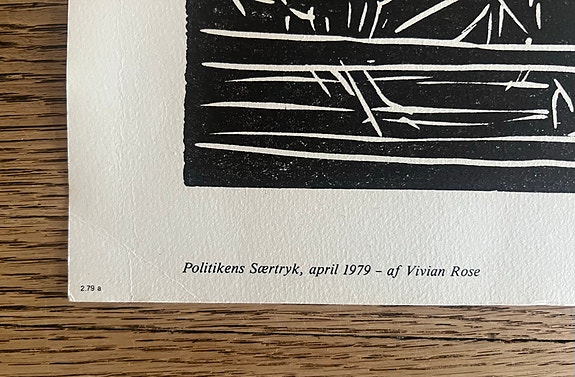 Politikens Særtryk, april 1979 – af Vivian Rose
2.79 a